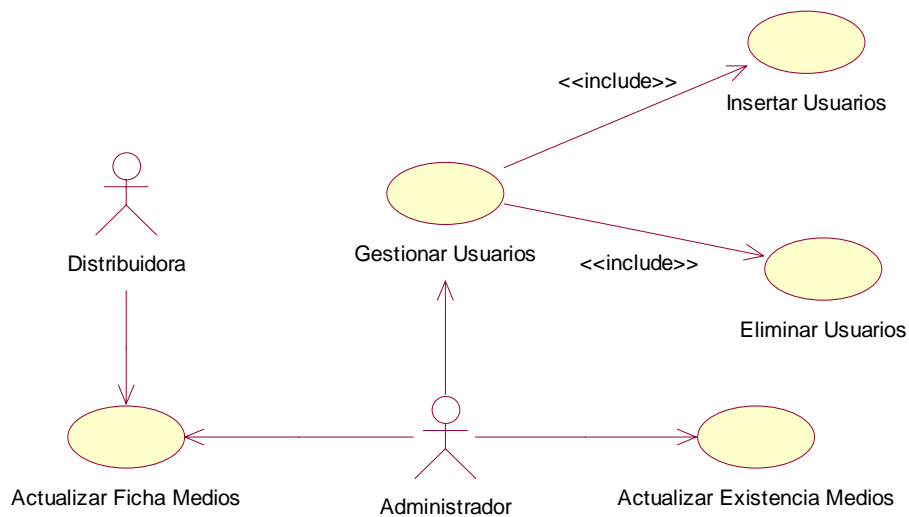 <<include>>
Insertar Usuarios
Distribuidora
Gestionar Usuarios
<<include>>
Eliminar Usuarios
Actualizar Ficha Medios
Administrador
Actualizar Existencia Medios